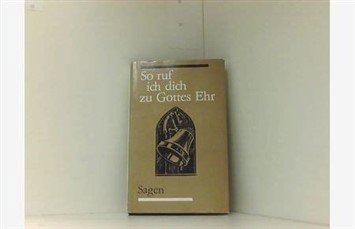 So ruf
ich dich
zu Gottes Ehr
Sagen